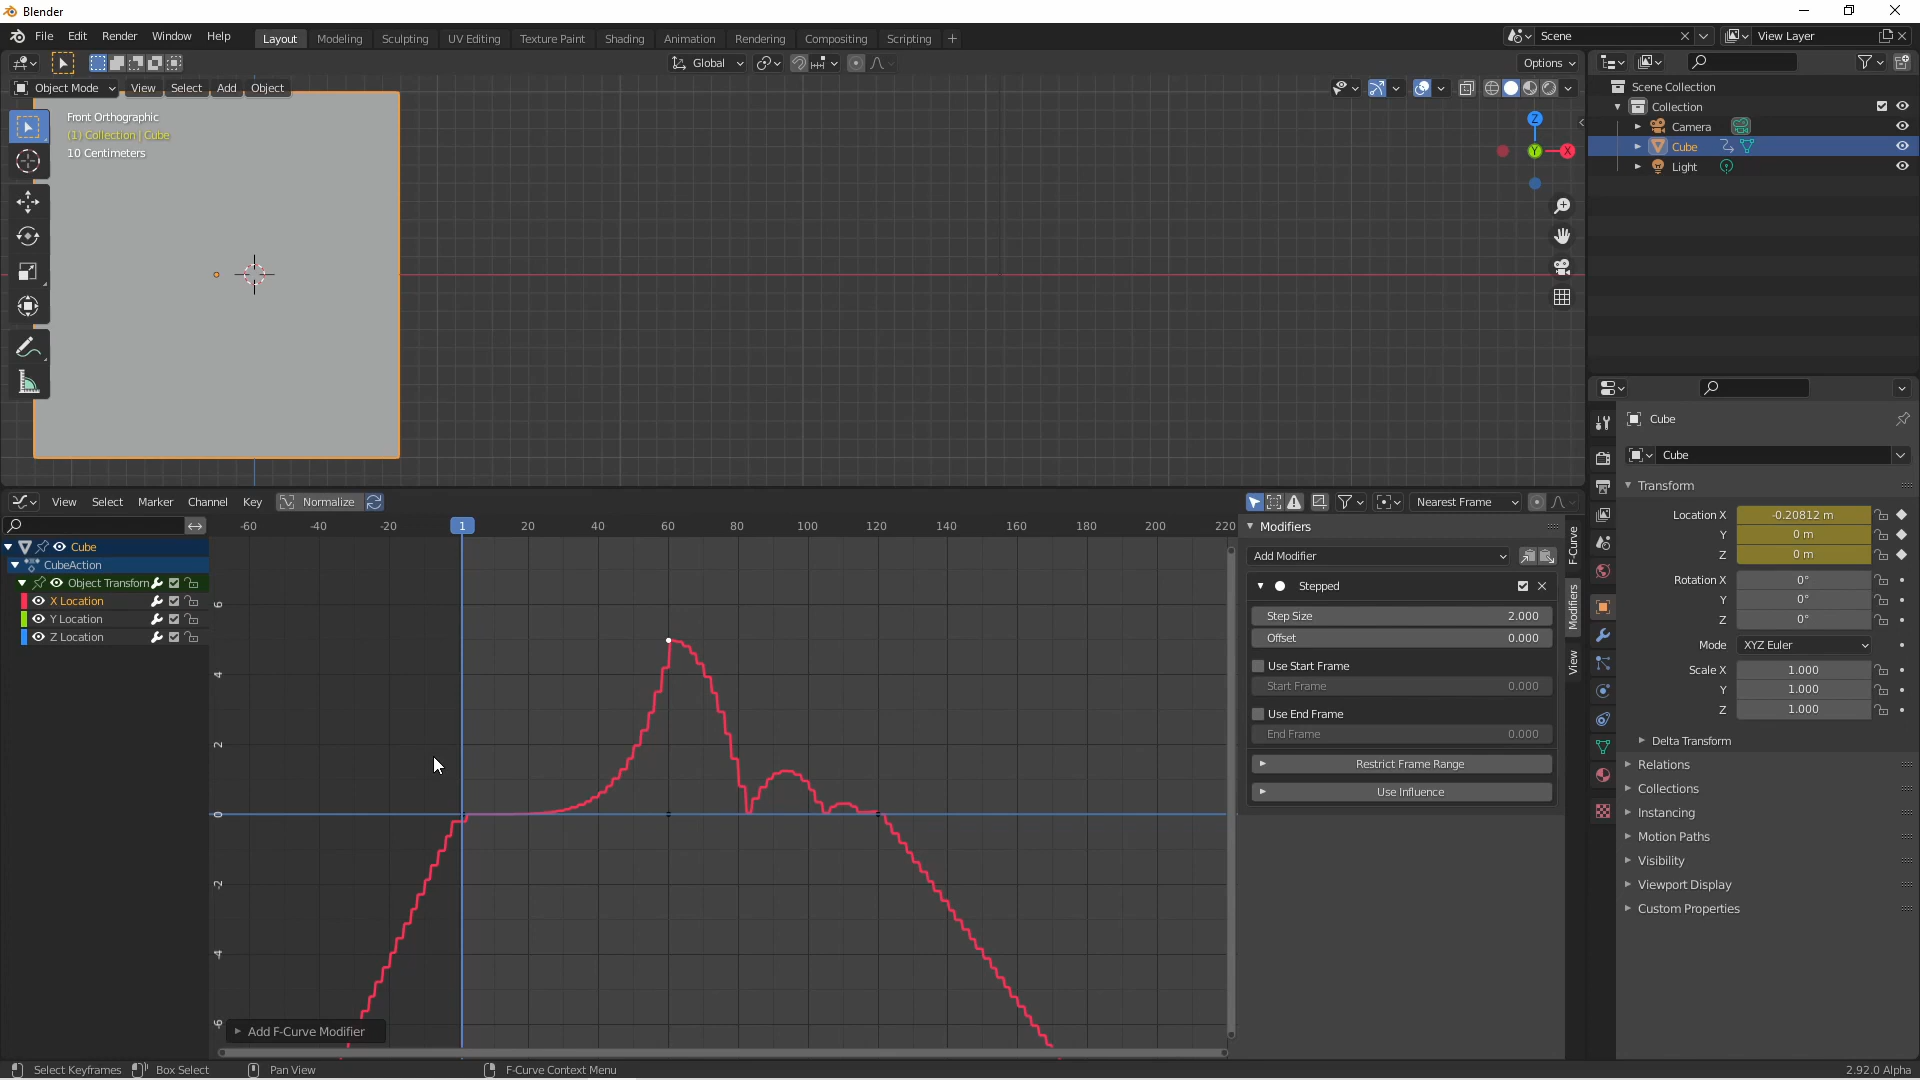 Blender
File Edit Render Window Help
Layout Modeling Sculpting UV Editing Texture Paint Shading Animation Rendering Compositing Scripting +
Scene
View Layer
Global
Options
Object Mode View Select Add Object
Front Orthographic
(1) Collection | Cube
10 Centimeters
Z
Y
X
Scene Collection
Collection
Camera
Cube
Light
Cube
Cube
Transform
Location X -0.20812 m
Y 0 m
Z 0 m
Rotation X 0°
Y 0°
Z 0°
Mode XYZ Euler
Scale X 1.000
Y 1.000
Z 1.000
Delta Transform
Relations
Collections
Instancing
Motion Paths
Visibility
Viewport Display
Custom Properties
View Select Marker Channel Key Normalize
Nearest Frame
-60 -40 -20 1 20 40 60 80 100 120 140 160 180 200 220
Cube
CubeAction
Object Transform
X Location
Y Location
Z Location
6
4
2
0
-2
-4
-6
Add F-Curve Modifier
Modifiers
Add Modifier
Stepped
Step Size 2.000
Offset 0.000
Use Start Frame
Start Frame 0.000
Use End Frame
End Frame 0.000
Restrict Frame Range
Use Influence
F-Curve
Modifiers
View
Select Keyframes Box Select Pan View F-Curve Context Menu 2.92.0 Alpha